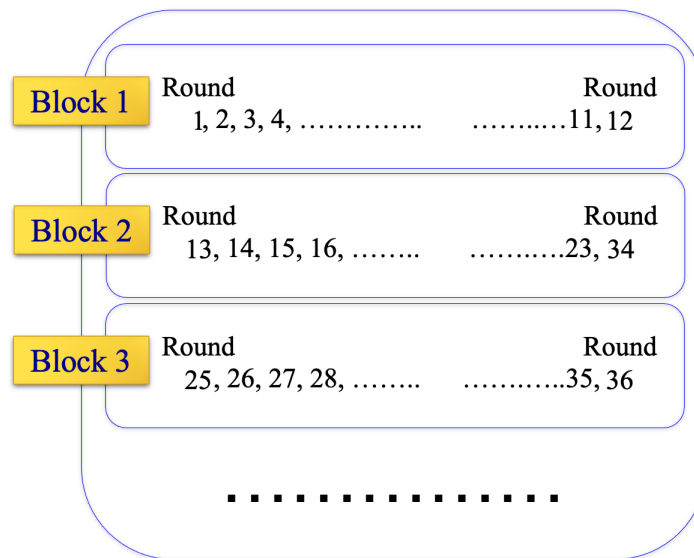 Block 1
Round Round
1, 2, 3, 4, ………….. ……..…11, 12
Block 2
Round Round
13, 14, 15, 16, …….. …….…..23, 34
Block 3
Round Round
25, 26, 27, 28, …….. …….…..35, 36
...............